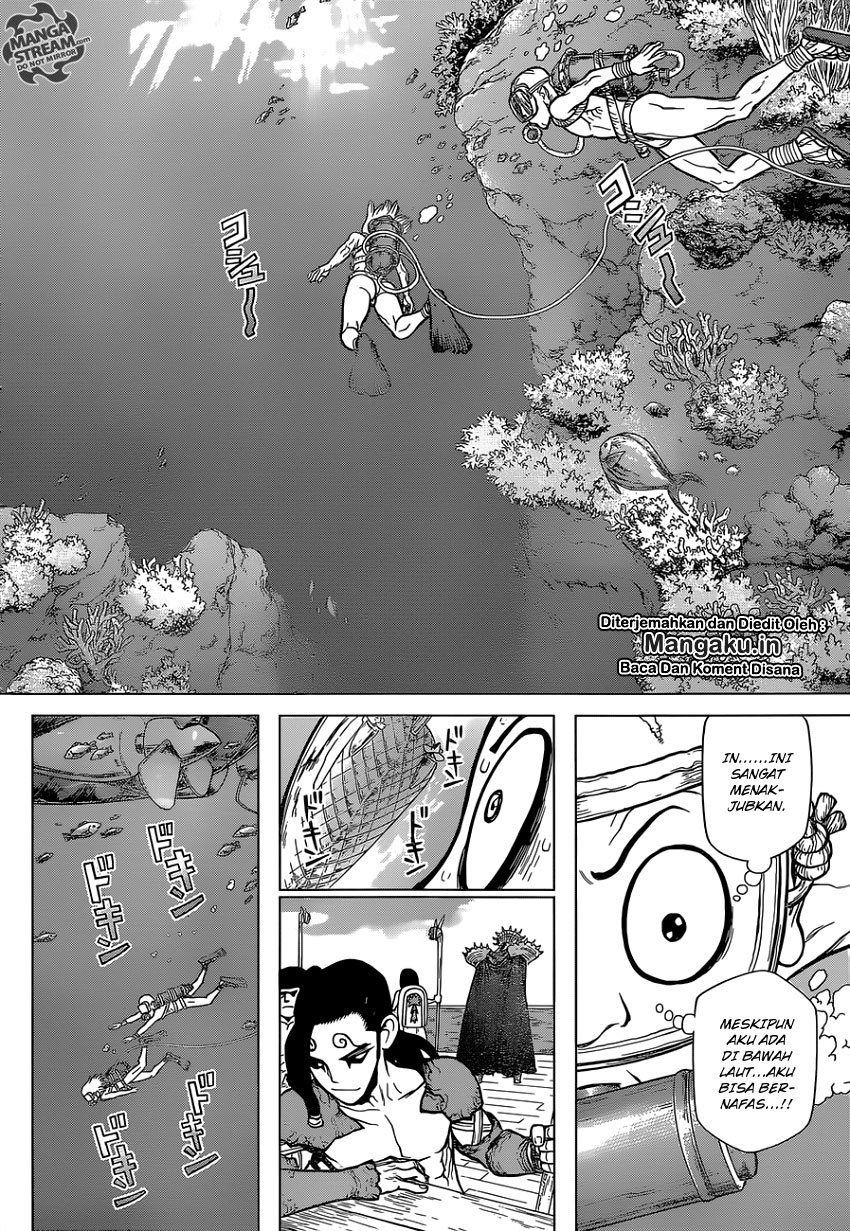 MANGA
STREAM.com
DO NOT MIRROR!
コシュー
コシュー
Diterjemahkan dan Diedit Oleh :
Mangaku.in
Baca Dan Koment Disana
IN......INI
SANGAT
MENAK-
JUBKAN.
MESKIPUN
AKU ADA
DI BAWAH
LAUT...AKU
BISA BER-
NAFAS...!!
ドキン
ドキン
ドキン
ドキン
ドキン
ドキン